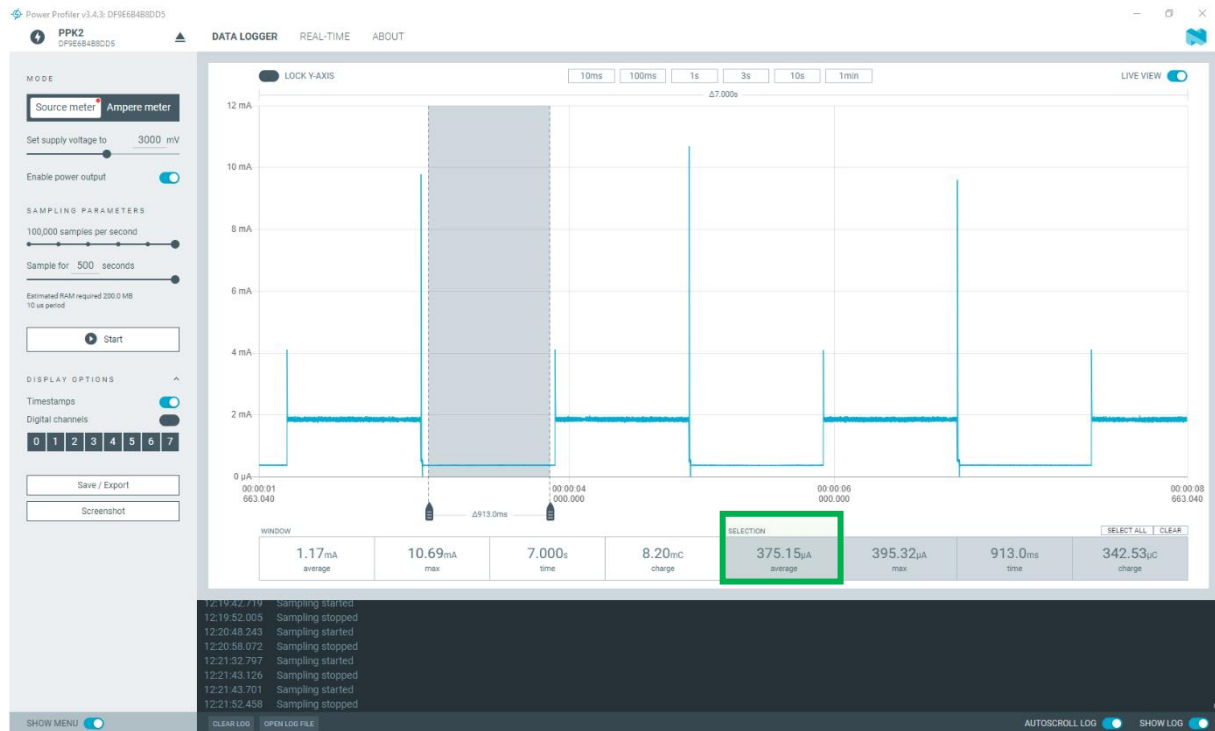 Power Profiler v3.4.3: DF9E6B4B8DD5
PPK2
DF9E6B4B8DD5
DATA LOGGER REAL-TIME ABOUT
MODE
Source meter Ampere meter
Set supply voltage to 3000 mV
Enable power output
SAMPLING PARAMETERS
100,000 samples per second
Sample for 500 seconds
Estimated RAM required 200.0 MB
10 us period
Start
DISPLAY OPTIONS
Timestamps
Digital channels
0 1 2 3 4 5 6 7
Save / Export
Screenshot
SHOW MENU
LOCK Y-AXIS
10ms 100ms 1s 3s 10s 1min
LIVE VIEW
Δ7.000s
12 mA
10 mA
8 mA
6 mA
4 mA
2 mA
0 µA
00:00:01 00:00:04 00:00:06 00:00:08
663.040 000.000 000.000 663.040
Δ913.0ms
WINDOW SELECTION SELECT ALL CLEAR
1.17mA 10.69mA 7.000s 8.20mC 375.15µA 395.32µA 913.0ms 342.53µC
average max time charge average max time charge
12:19:42.719 Sampling started
12:19:52.005 Sampling stopped
12:20:48.243 Sampling started
12:20:58.072 Sampling stopped
12:21:32.797 Sampling started
12:21:43.126 Sampling stopped
12:21:43.701 Sampling started
12:21:52.458 Sampling stopped
CLEAR LOG OPEN LOG FILE AUTOSCROLL LOG SHOW LOG